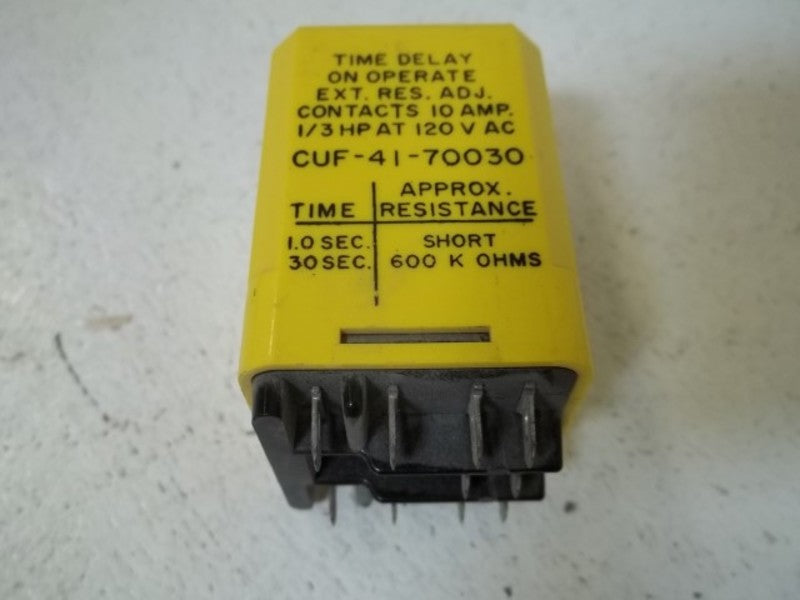 TIME DELAY
ON OPERATE
EXT. RES. ADJ.
CONTACTS 10 AMP.
1/3 HP AT 120 V AC
CUF-41-70030
APPROX.
TIME RESISTANCE
1.0 SEC. SHORT
30 SEC. 600 K OHMS